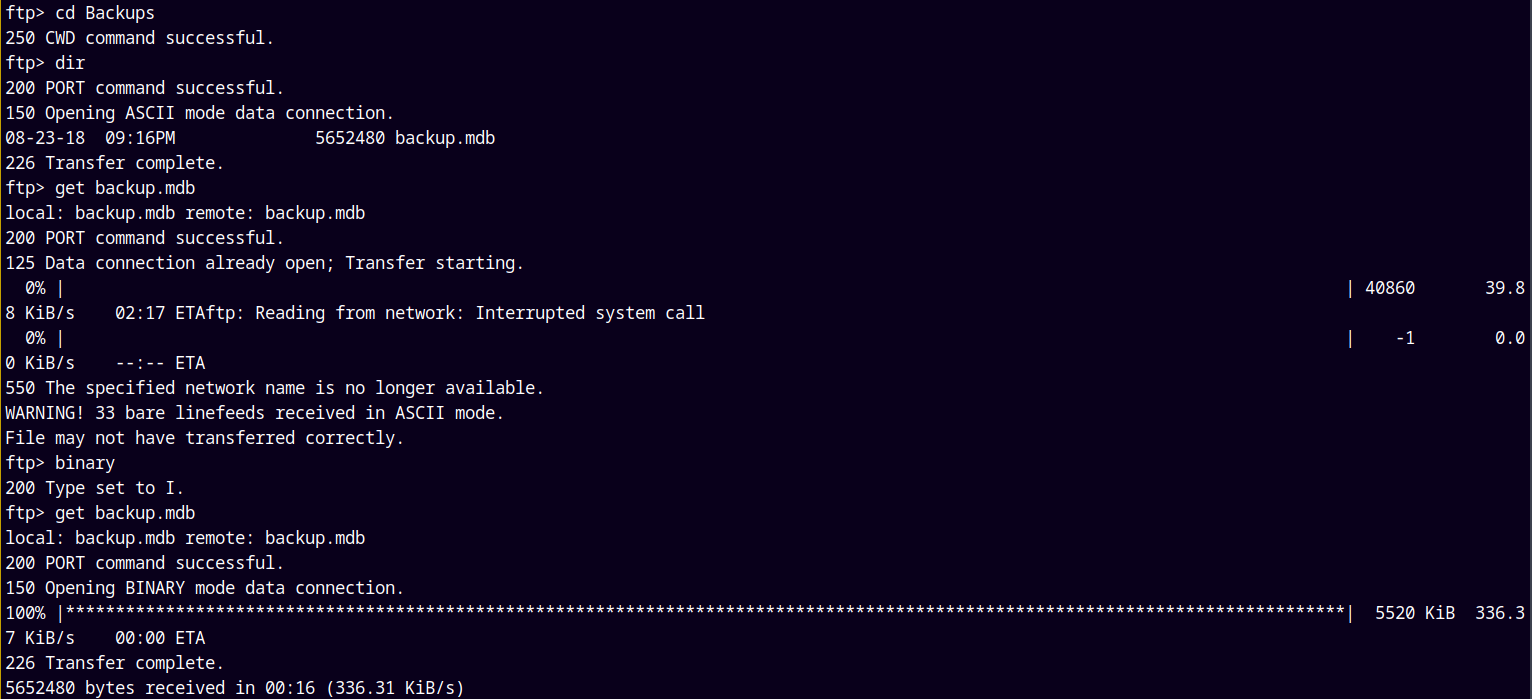 ftp> cd Backups
250 CWD command successful.
ftp> dir
200 PORT command successful.
150 Opening ASCII mode data connection.
08-23-18  09:16PM              5652480 backup.mdb
226 Transfer complete.
ftp> get backup.mdb
local: backup.mdb remote: backup.mdb
200 PORT command successful.
125 Data connection already open; Transfer starting.
  0% |                                                                                                                                | 40860       39.8
8 KiB/s    02:17 ETAftp: Reading from network: Interrupted system call
  0% |                                                                                                                                |    -1        0.0
0 KiB/s    --:-- ETA
550 The specified network name is no longer available.
WARNING! 33 bare linefeeds received in ASCII mode.
File may not have transferred correctly.
ftp> binary
200 Type set to I.
ftp> get backup.mdb
local: backup.mdb remote: backup.mdb
200 PORT command successful.
150 Opening BINARY mode data connection.
100% |********************************************************************************************************************************|  5520 KiB  336.3
7 KiB/s    00:00 ETA
226 Transfer complete.
5652480 bytes received in 00:16 (336.31 KiB/s)